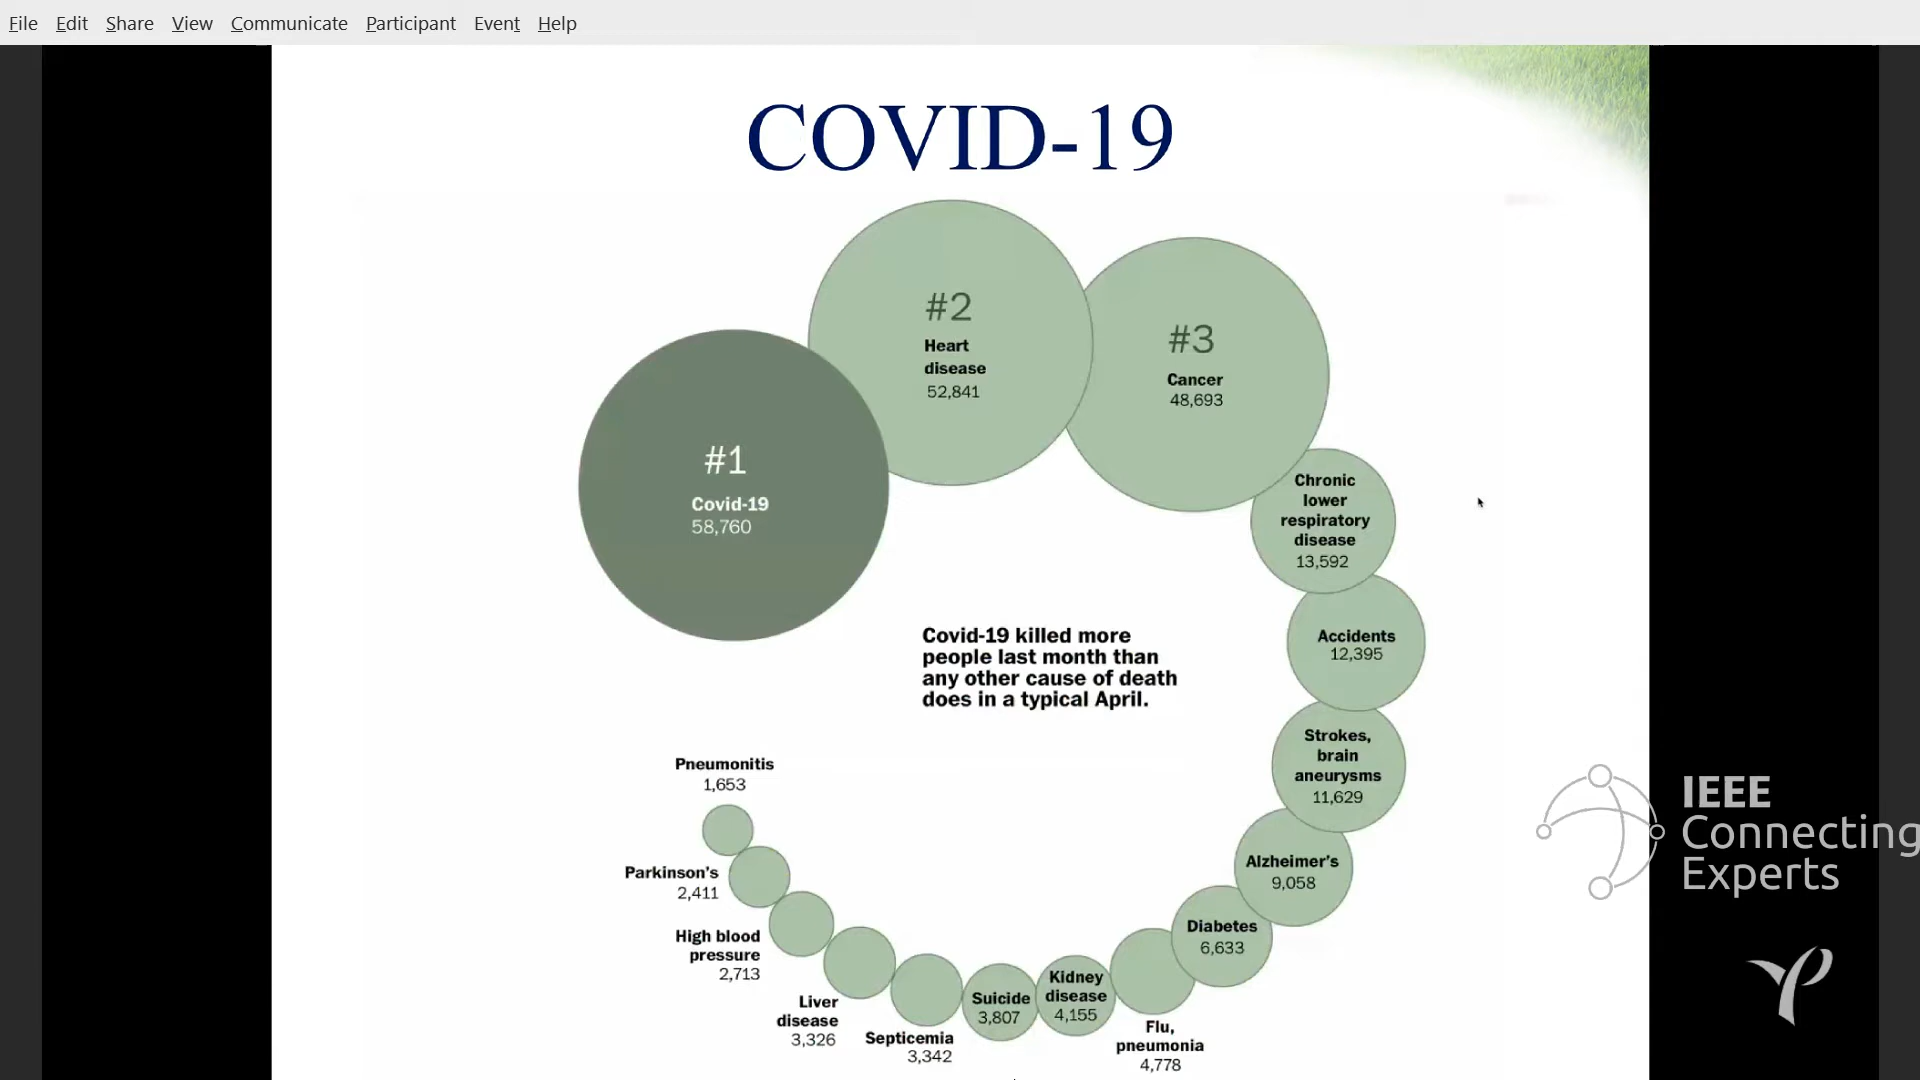 File Edit Share View Communicate Participant Event Help
COVID-19
#1
Covid-19
58,760
#2
Heart
disease
52,841
#3
Cancer
48,693
Chronic
lower
respiratory
disease
13,592
Accidents
12,395
Strokes,
brain
aneurysms
11,629
Alzheimer's
9,058
Diabetes
6,633
Flu,
pneumonia
4,778
Kidney
disease
4,155
Suicide
3,807
Septicemia
3,342
Liver
disease
3,326
High blood
pressure
2,713
Parkinson's
2,411
Pneumonitis
1,653
Covid-19 killed more
people last month than
any other cause of death
does in a typical April.
IEEE
Connecting
Experts